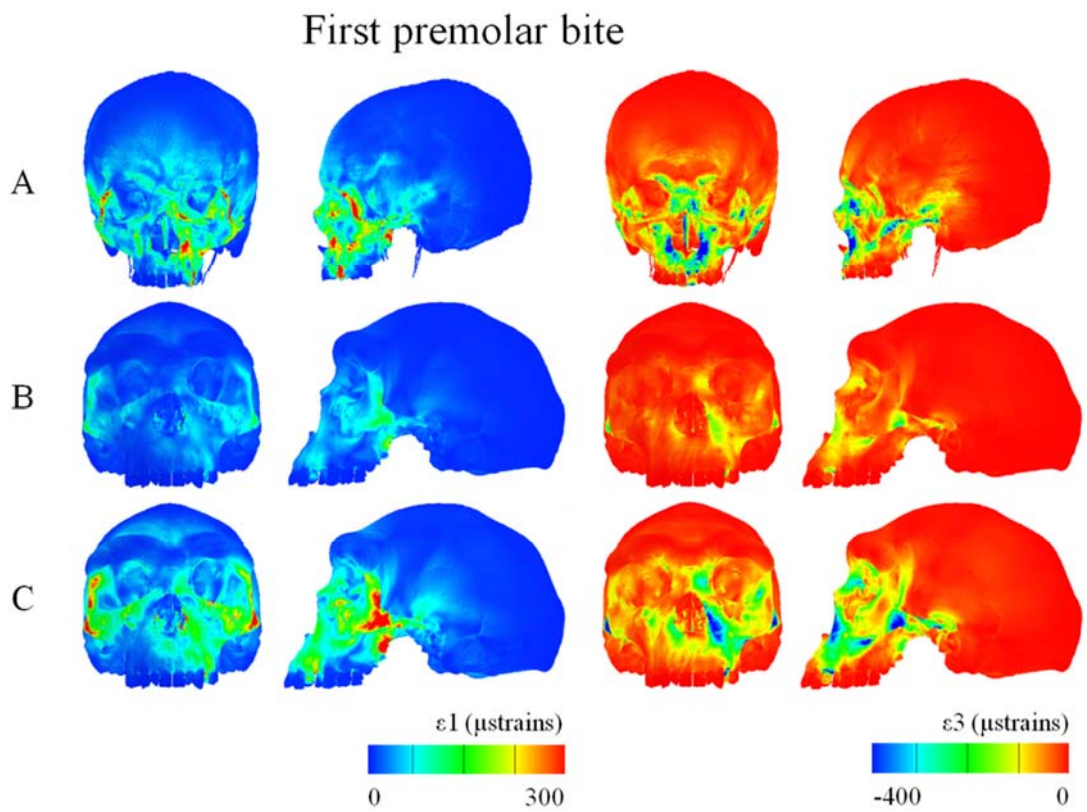 First premolar bite
A
B
C
ε1 (µstrains)
0 300
ε3 (µstrains)
-400 0